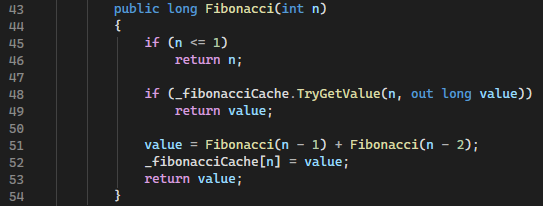 43 public long Fibonacci(int n)
44 {
45 if (n <= 1)
46 return n;
47
48 if (_fibonacciCache.TryGetValue(n, out long value))
49 return value;
50
51 value = Fibonacci(n - 1) + Fibonacci(n - 2);
52 _fibonacciCache[n] = value;
53 return value;
54 }